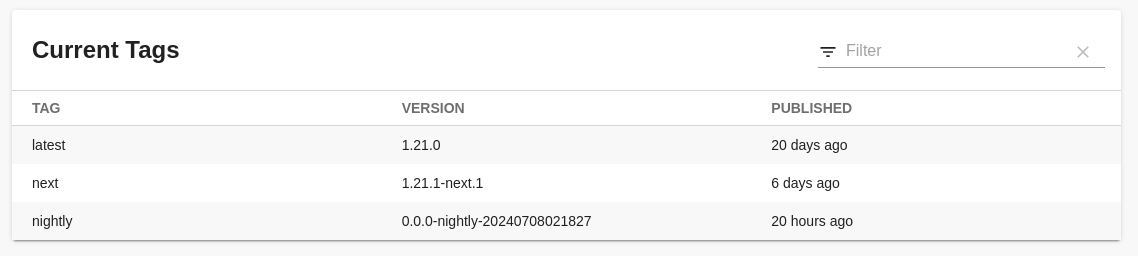 Current Tags
Filter
TAG VERSION PUBLISHED
latest 1.21.0 20 days ago
next 1.21.1-next.1 6 days ago
nightly 0.0.0-nightly-20240708021827 20 hours ago